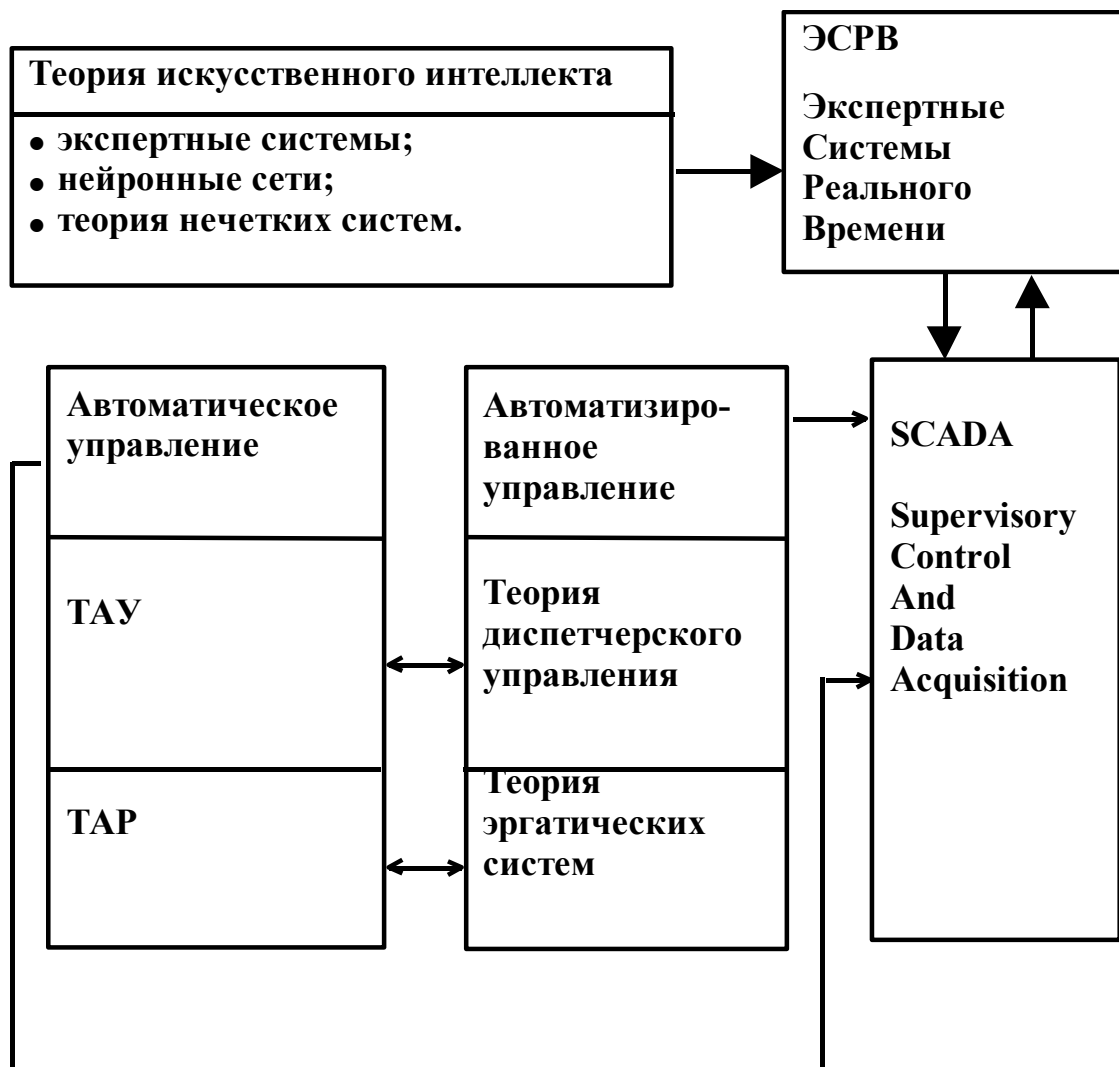 Теория искусственного интеллекта
• экспертные системы;
• нейронные сети;
• теория нечетких систем.
ЭСРВ
Экспертные
Системы
Реального
Времени
Автоматическое
управление
ТАУ
ТАР
Автоматизиро-
ванное
управление
Теория
диспетчерского
управления
Теория
эргатических
систем
SCADA
Supervisory
Control
And
Data
Acquisition